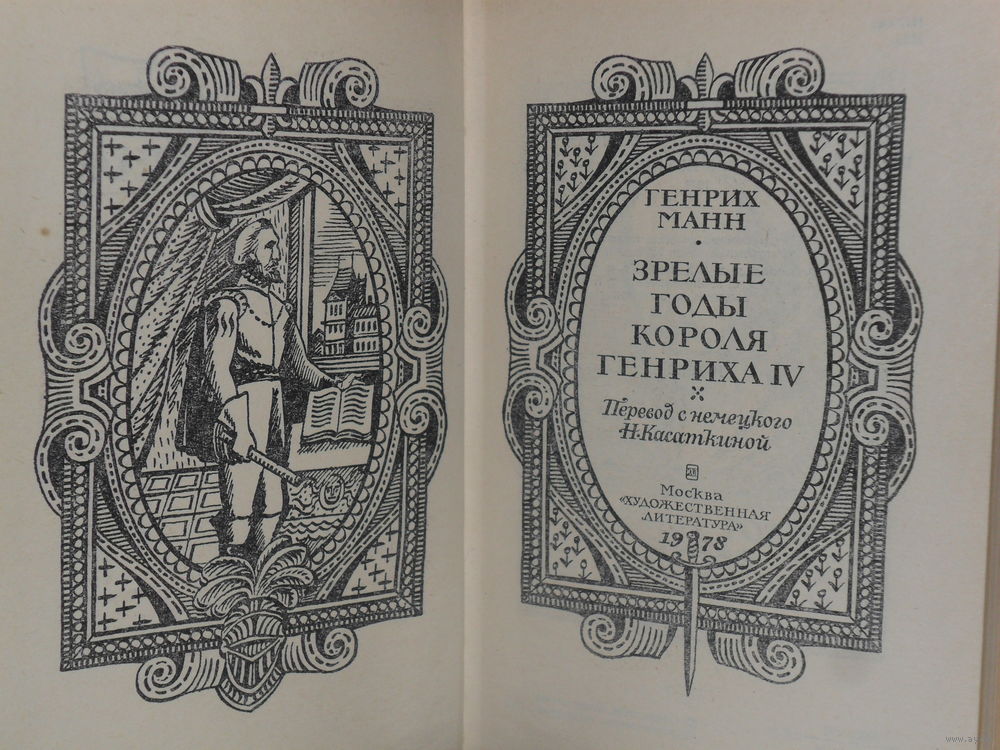 ГЕНРИХ
МАНН
ЗРЕЛЫЕ
ГОДЫ
КОРОЛЯ
ГЕНРИХА IV
Перевод с немецкого
Н. Касаткиной
Москва
«ХУДОЖЕСТВЕННАЯ
ЛИТЕРАТУРА»
1978